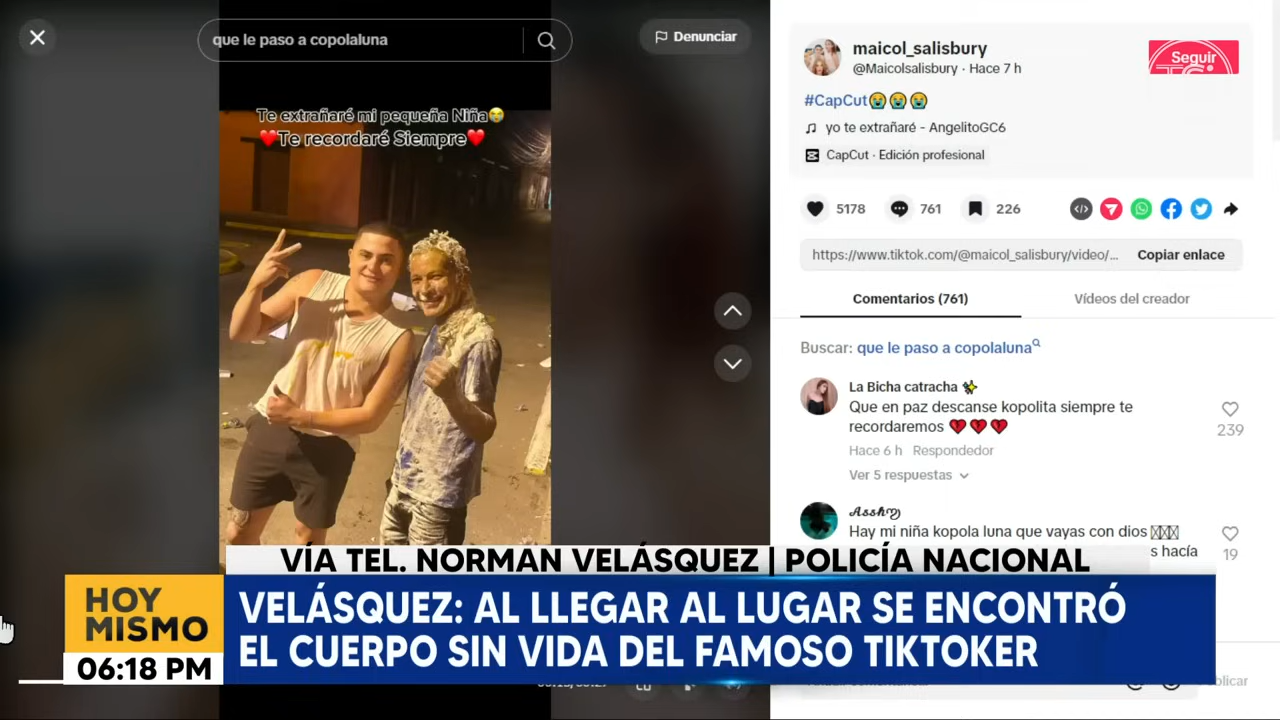 que le paso a copolaluna
Denunciar
Te extrañaré mi pequeña Niña😭
❤️Te recordaré Siempre❤️
maicol_salisbury
@Maicolsalisbury · Hace 7 h
Seguir
#CapCut😭😭😭
yo te extrañaré - AngelitoGC6
CapCut · Edición profesional
5178 761 226
https://www.tiktok.com/@maicol_salisbury/video/... Copiar enlace
Comentarios (761) Vídeos del creador
Buscar: que le paso a copolaluna
La Bicha catracha ✨
Que en paz descanse kopolita siempre te
recordaremos 💔💔💔
239
Hace 6 h Respondedor
Ver 5 respuestas
𝓐𝓼𝓼𝓱𝔂
Hay mi niña kopola luna que vayas con dios
s hacía
19
VÍA TEL. NORMAN VELÁSQUEZ | POLICÍA NACIONAL
HOY
MISMO
06:18 PM
VELÁSQUEZ: AL LLEGAR AL LUGAR SE ENCONTRÓ
EL CUERPO SIN VIDA DEL FAMOSO TIKTOKER